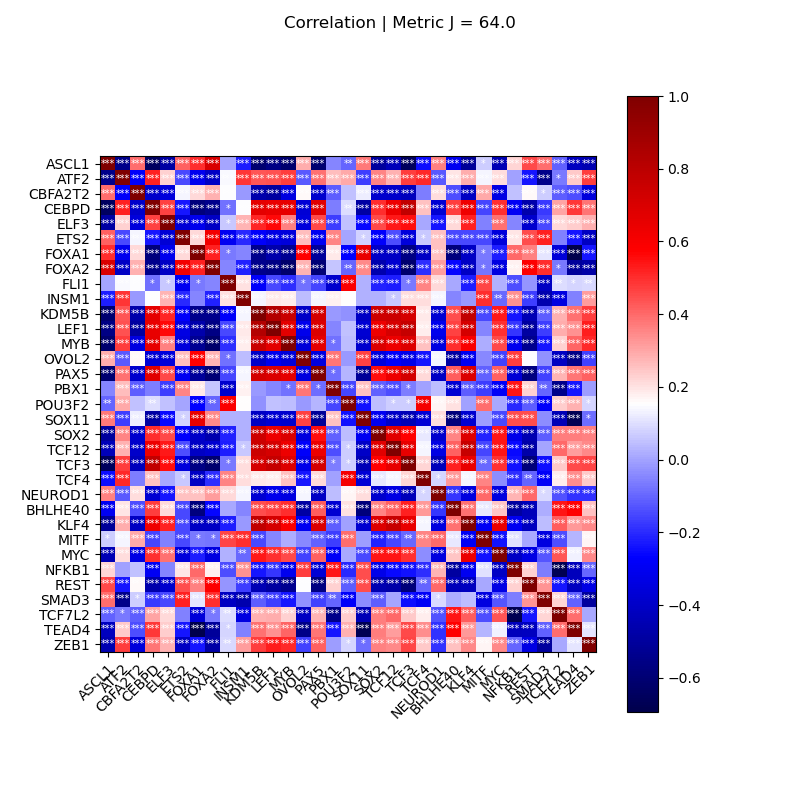 Correlation | Metric J = 64.0
ASCL1
ATF2
CBFA2T2
CEBPD
ELF3
ETS2
FOXA1
FOXA2
FLI1
INSM1
KDM5B
LEF1
MYB
OVOL2
PAX5
PBX1
POU3F2
SOX11
SOX2
TCF12
TCF3
TCF4
NEUROD1
BHLHE40
KLF4
MITF
MYC
NFKB1
REST
SMAD3
TCF7L2
TEAD4
ZEB1
ASCL1
ATF2
CBFA2T2
CEBPD
ELF3
ETS2
FOXA1
FOXA2
FLI1
INSM1
KDM5B
LEF1
MYB
OVOL2
PAX5
PBX1
POU3F2
SOX11
SOX2
TCF12
TCF3
TCF4
NEUROD1
BHLHE40
KLF4
MITF
MYC
NFKB1
REST
SMAD3
TCF7L2
TEAD4
ZEB1
1.0
0.8
0.6
0.4
0.2
0.0
−0.2
−0.4
−0.6